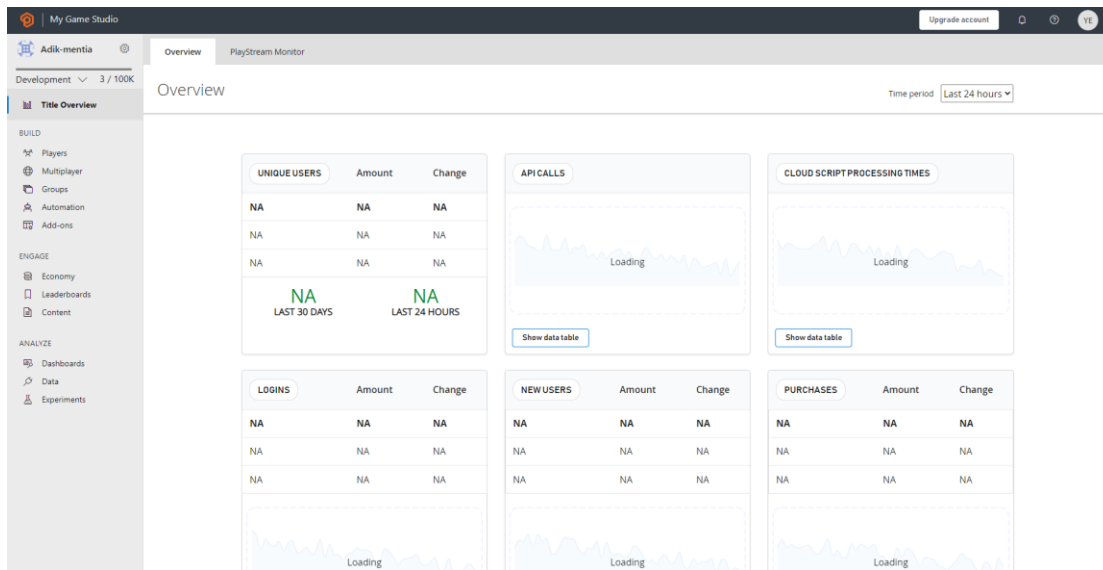 My Game Studio
Upgrade account
YE
Adik-mentia
Development 3 / 100K
Title Overview
BUILD
Players
Multiplayer
Groups
Automation
Add-ons
ENGAGE
Economy
Leaderboards
Content
ANALYZE
Dashboards
Data
Experiments
Overview PlayStream Monitor
Overview
Time period Last 24 hours
UNIQUE USERS Amount Change
NA NA NA
NA NA NA
NA NA NA
NA NA
LAST 30 DAYS LAST 24 HOURS
API CALLS
Loading
Show data table
CLOUD SCRIPT PROCESSING TIMES
Loading
Show data table
LOGINS Amount Change
NA NA NA
NA NA NA
NA NA NA
Loading
NEW USERS Amount Change
NA NA NA
NA NA NA
NA NA NA
Loading
PURCHASES Amount Change
NA NA NA
NA NA NA
NA NA NA
Loading